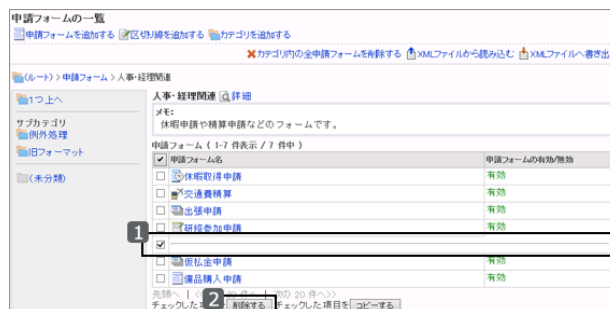 申請フォームの一覧
申請フォームを追加する 区切り線を追加する カテゴリを追加する
カテゴリ内の全申請フォームを削除する XMLファイルから読み込む XMLファイルへ書き出
(ルート) > 申請フォーム > 人事・経理関連
1つ上へ
サブカテゴリ
例外処理
旧フォーマット
(未分類)
人事・経理関連 詳細
メモ:
休暇申請や精算申請などのフォームです。
申請フォーム ( 1-7 件表示 / 7 件中 )
申請フォーム名 申請フォームの有効/無効
休暇取得申請 有効
交通費精算 有効
出張申請 有効
研修参加申請 有効
1
仮払金申請 有効
備品購入申請 有効
先頭へ | 20 件へ | 次の 20 件へ>>
2
チェックした 削除する チェックした項目を コピーする